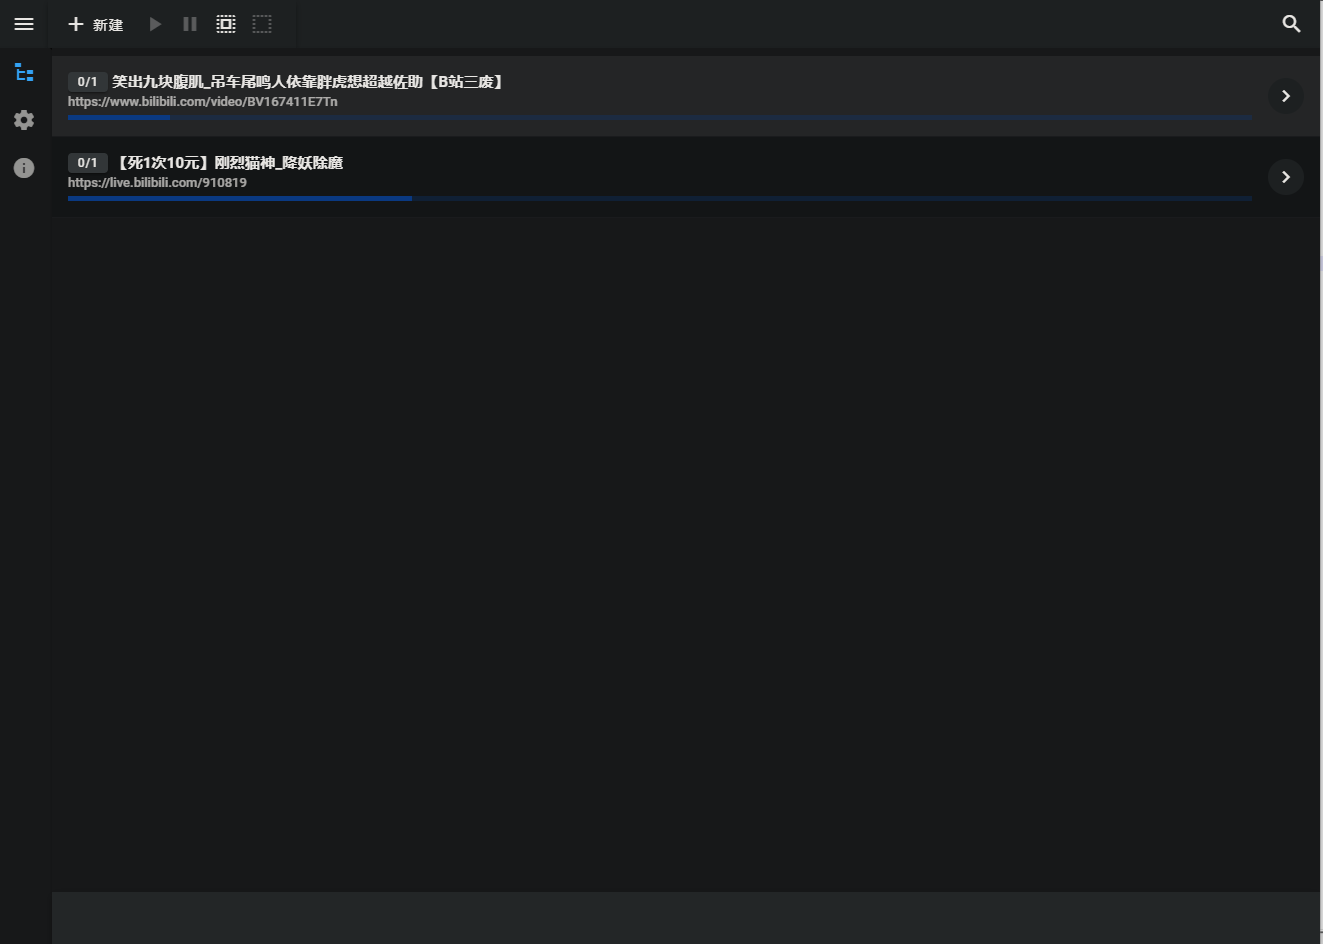 新建
0/1 笑出九块腹肌_吊车尾鸣人依靠胖虎想超越佐助【B站三废】
https://www.bilibili.com/video/BV167411E7Tn
0/1 【死1次10元】刚烈猫神_降妖除魔
https://live.bilibili.com/910819